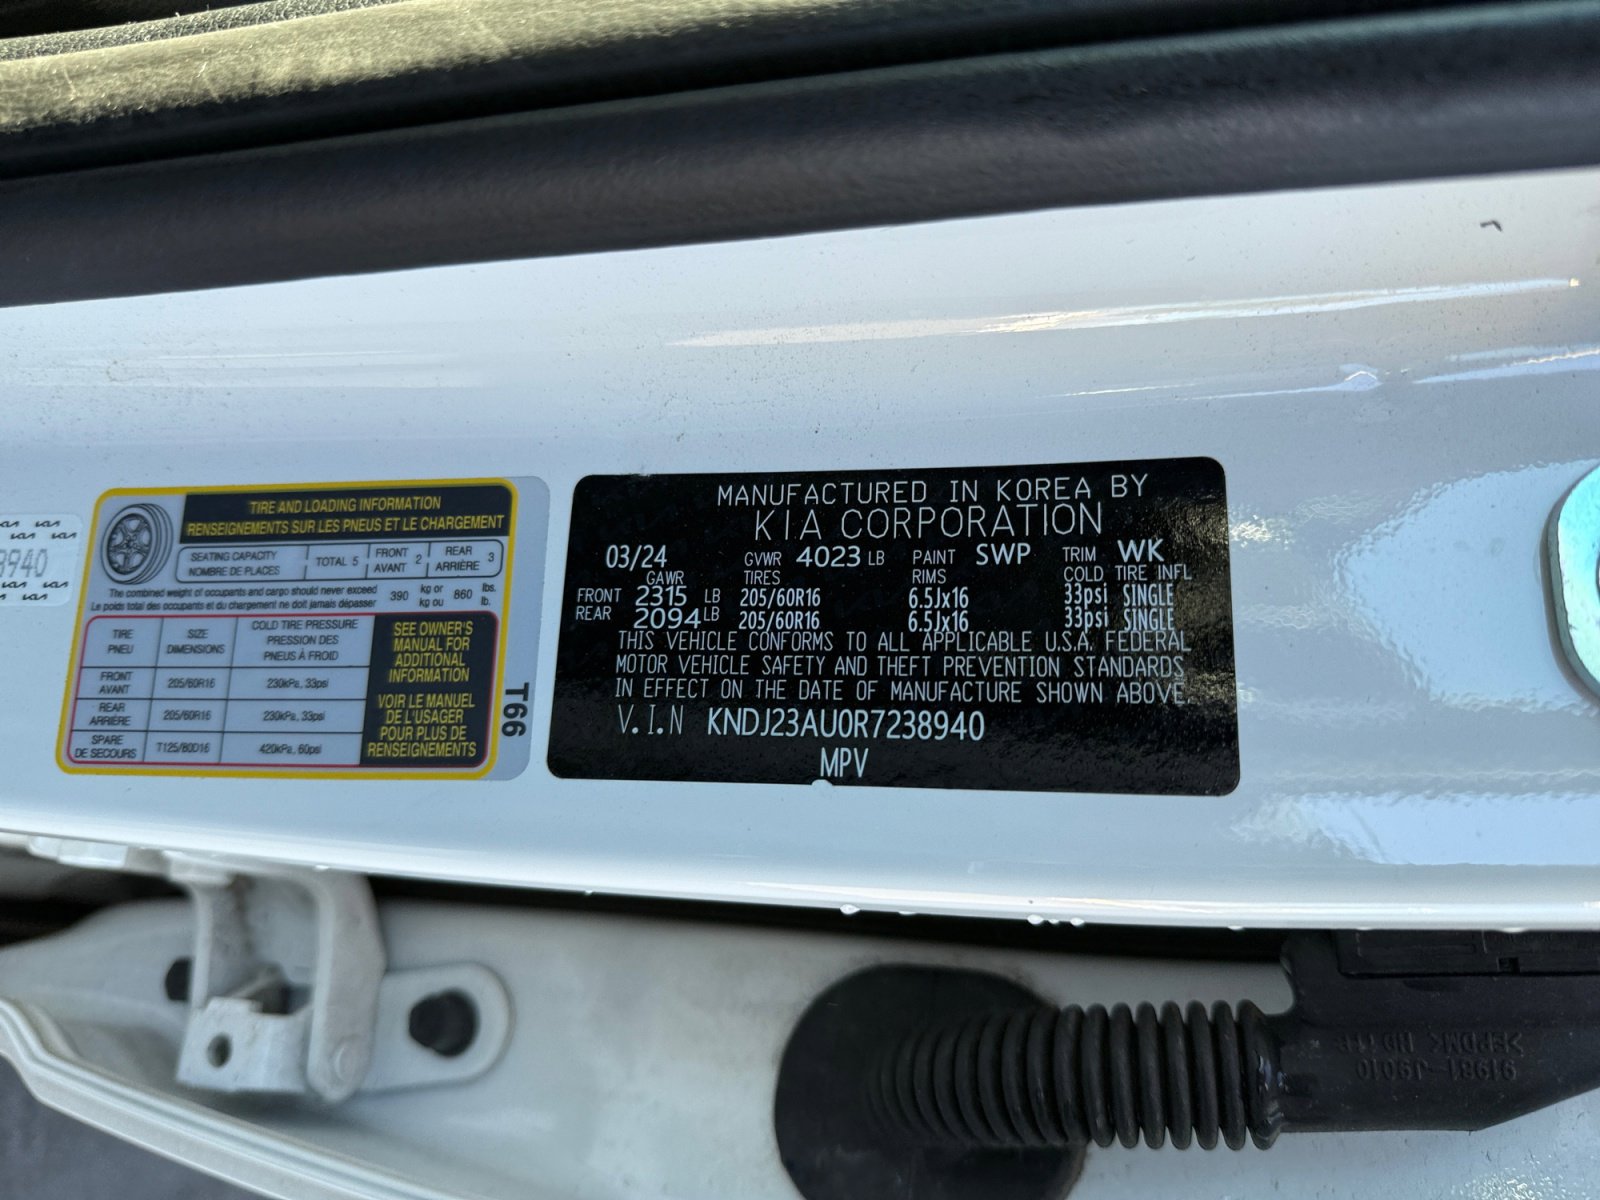 8940
TIRE AND LOADING INFORMATION
RENSEIGNEMENTS SUR LES PNEUS ET LE CHARGEMENT
SEATING CAPACITY
NOMBRE DE PLACES
TOTAL 5
FRONT
AVANT 2
REAR
ARRIÈRE 3
The combined weight of occupants and cargo should never exceed
Le poids total des occupants et du chargement ne doit jamais dépasser
390 kg or
kg ou 860 lbs.
lb.
TIRE
PNEU
SIZE
DIMENSIONS
COLD TIRE PRESSURE
PRESSION DES
PNEUS À FROID
FRONT
AVANT
205/60R16
230kPa, 33psi
REAR
ARRIÈRE
205/60R16
230kPa, 33psi
SPARE
DE SECOURS
T125/80D16
420kPa, 60psi
SEE OWNER'S
MANUAL FOR
ADDITIONAL
INFORMATION
VOIR LE MANUEL
DE L'USAGER
POUR PLUS DE
RENSEIGNEMENTS
T66
MANUFACTURED IN KOREA BY
KIA CORPORATION
03/24 GVWR 4023 LB PAINT SWP TRIM WK
GAWR TIRES RIMS COLD TIRE INFL
FRONT 2315 LB 205/60R16 6.5Jx16 33psi SINGLE
REAR 2094 LB 205/60R16 6.5Jx16 33psi SINGLE
THIS VEHICLE CONFORMS TO ALL APPLICABLE U.S.A. FEDERAL
MOTOR VEHICLE SAFETY AND THEFT PREVENTION STANDARDS
IN EFFECT ON THE DATE OF MANUFACTURE SHOWN ABOVE.
V.I.N KNDJ23AU0R7238940
MPV
91981-J9010